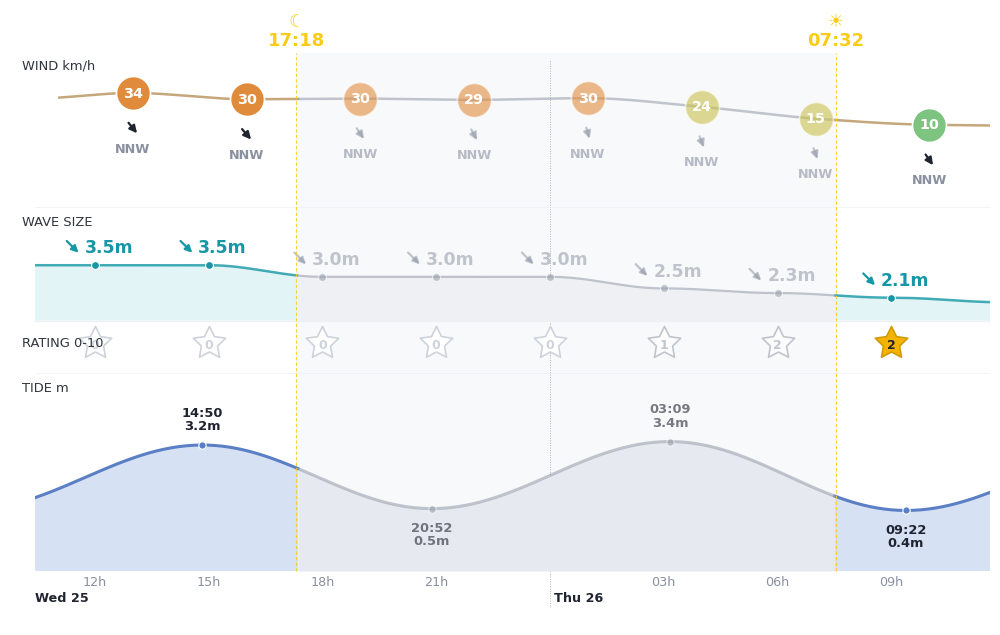 17:18 07:32
WIND km/h
34 30 30 29 30 24 15 10
NNW NNW NNW NNW NNW NNW NNW NNW
WAVE SIZE
3.5m 3.5m 3.0m 3.0m 3.0m 2.5m 2.3m 2.1m
RATING 0-10
0 0 0 0 1 2 2
TIDE m
14:50 03:09
3.2m 3.4m
20:52 09:22
0.5m 0.4m
12h 15h 18h 21h 03h 06h 09h
Wed 25 Thu 26